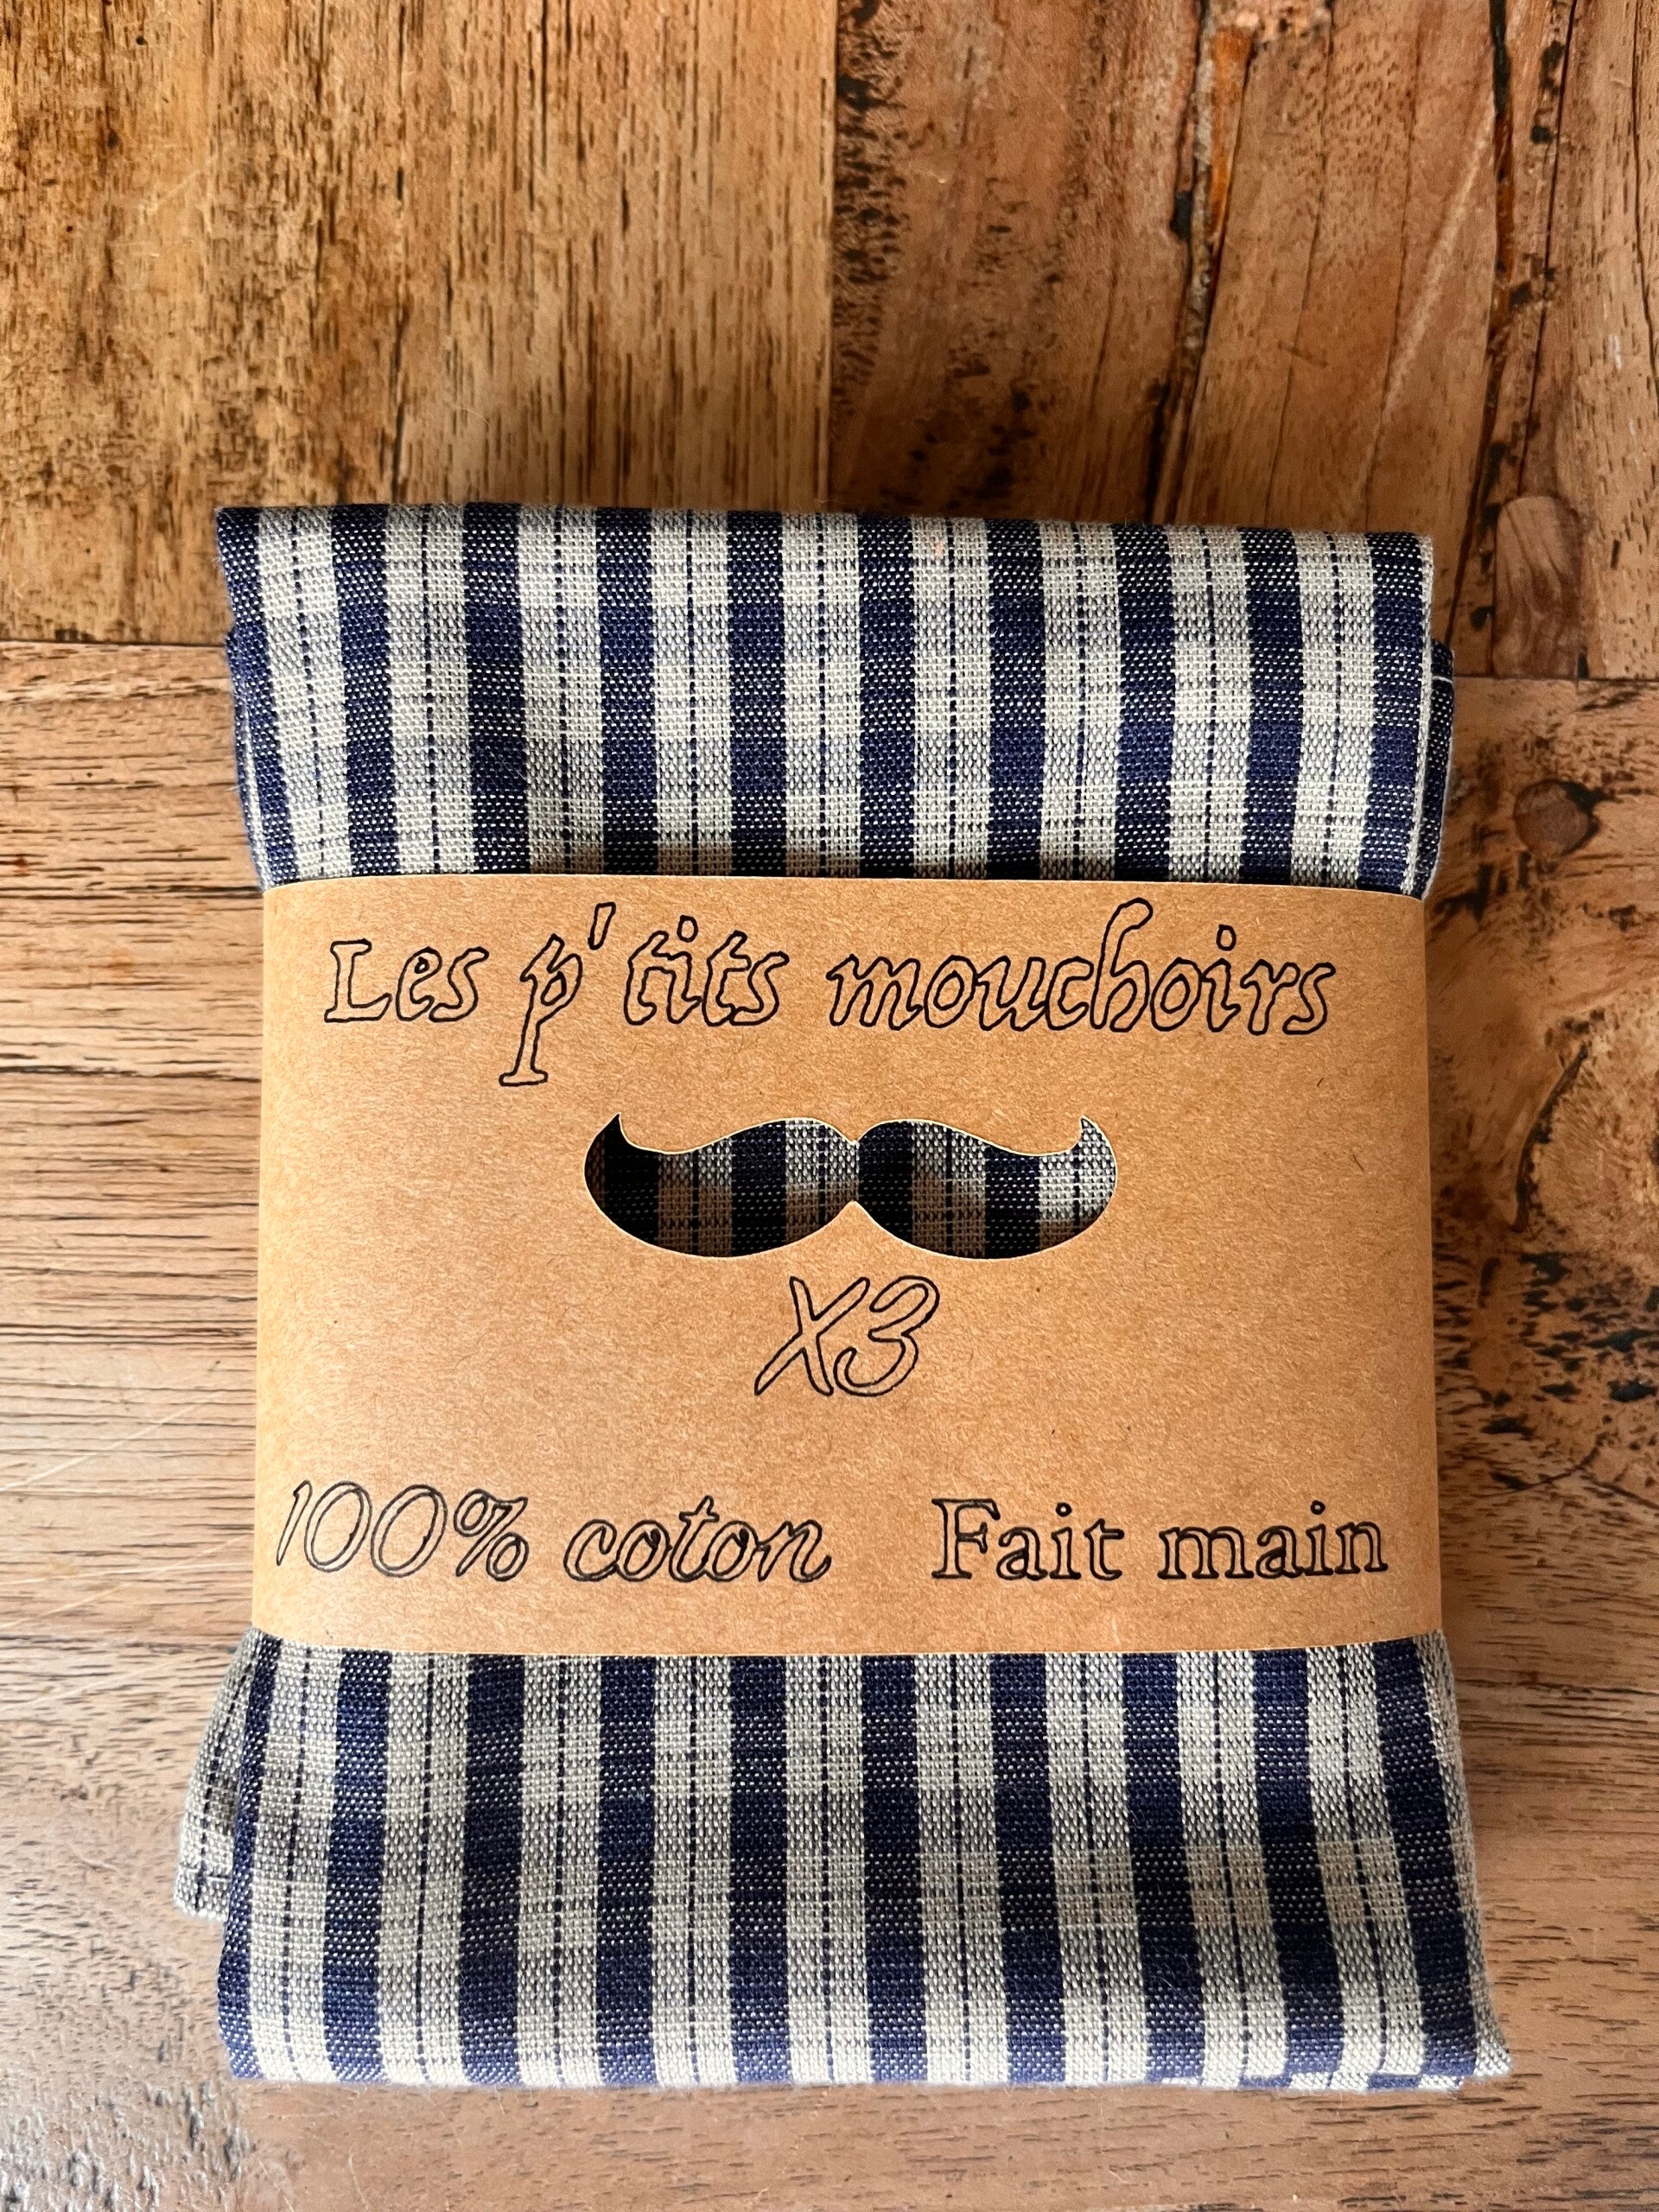 Les p'tits mouchoirs
X3
100% coton Fait main